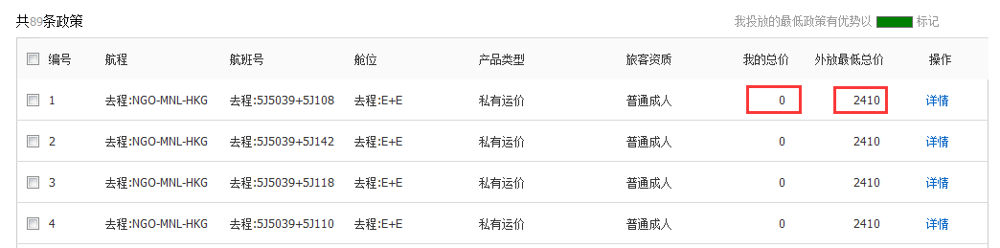 共89条政策 我投放的最低政策有优势以 标记
编号 航程 航班号 舱位 产品类型 旅客资质 我的总价 外放最低总价 操作
1 去程:NGO-MNL-HKG 去程:5J5039+5J108 去程:E+E 私有运价 普通成人 0 2410 详情
2 去程:NGO-MNL-HKG 去程:5J5039+5J142 去程:E+E 私有运价 普通成人 0 2410 详情
3 去程:NGO-MNL-HKG 去程:5J5039+5J118 去程:E+E 私有运价 普通成人 0 2410 详情
4 去程:NGO-MNL-HKG 去程:5J5039+5J110 去程:E+E 私有运价 普通成人 0 2410 详情